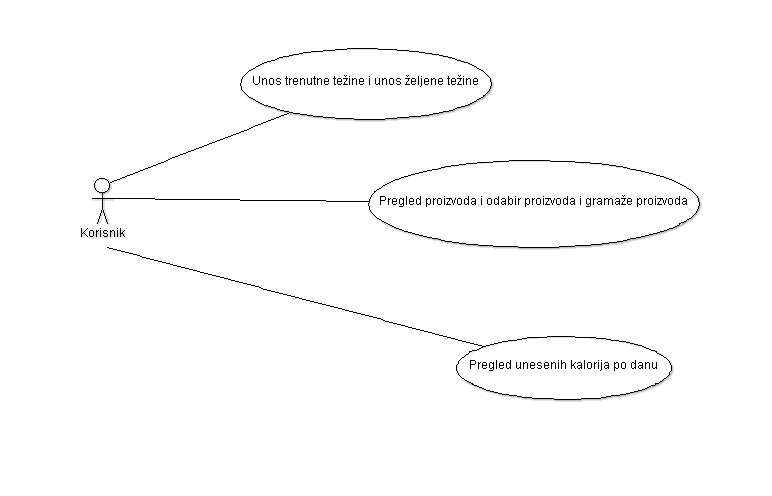 Unos trenutne težine i unos željene težine
Pregled proizvoda i odabir proizvoda i gramaže proizvoda
Korisnik
Pregled unesenih kalorija po danu